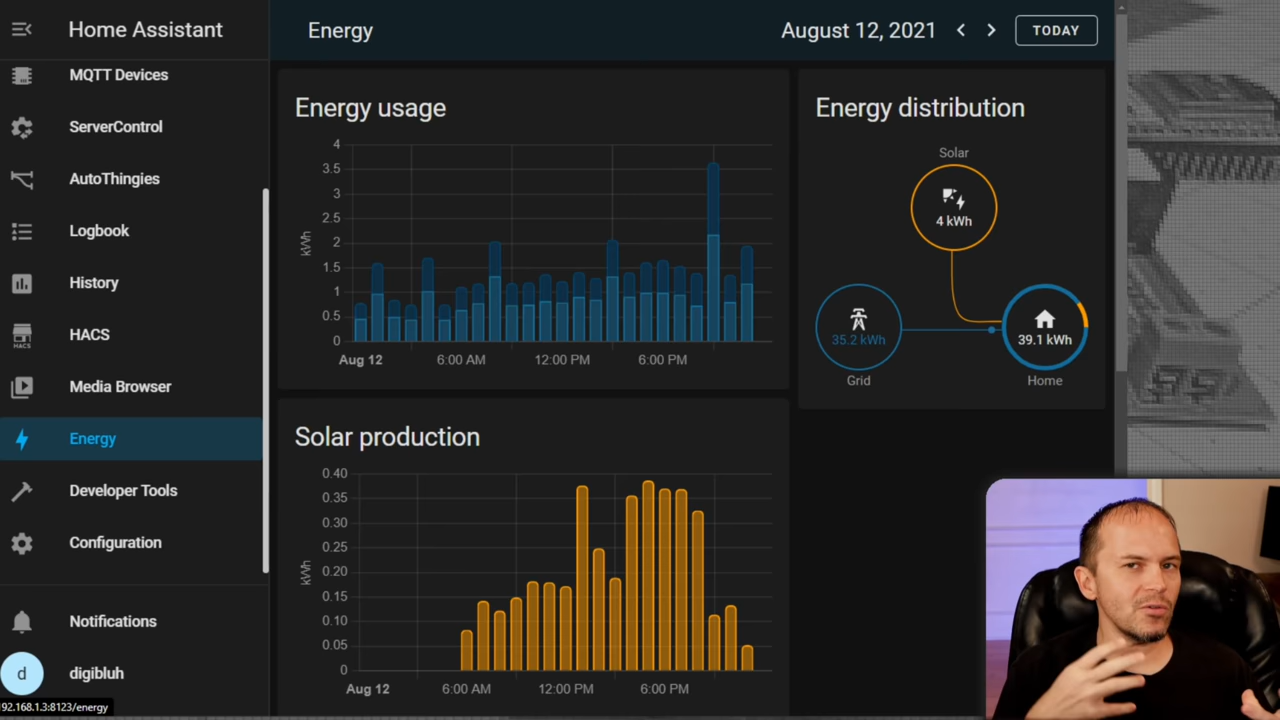 Home Assistant
MQTT Devices
ServerControl
AutoThingies
Logbook
History
HACS
HACS
Media Browser
Energy
Developer Tools
Configuration
Notifications
d
digibluh
92.168.1.3:8123/energy
Energy
August 12, 2021
TODAY
Energy usage
4
3.5
3
2.5
2
1.5
1
0.5
0
kWh
Aug 12
6:00 AM
12:00 PM
6:00 PM
Energy distribution
Solar
4 kWh
35.2 kWh
39.1 kWh
Grid
Home
Solar production
0.40
0.35
0.30
0.25
0.20
0.15
0.10
0.05
0
kWh
Aug 12
6:00 AM
12:00 PM
6:00 PM